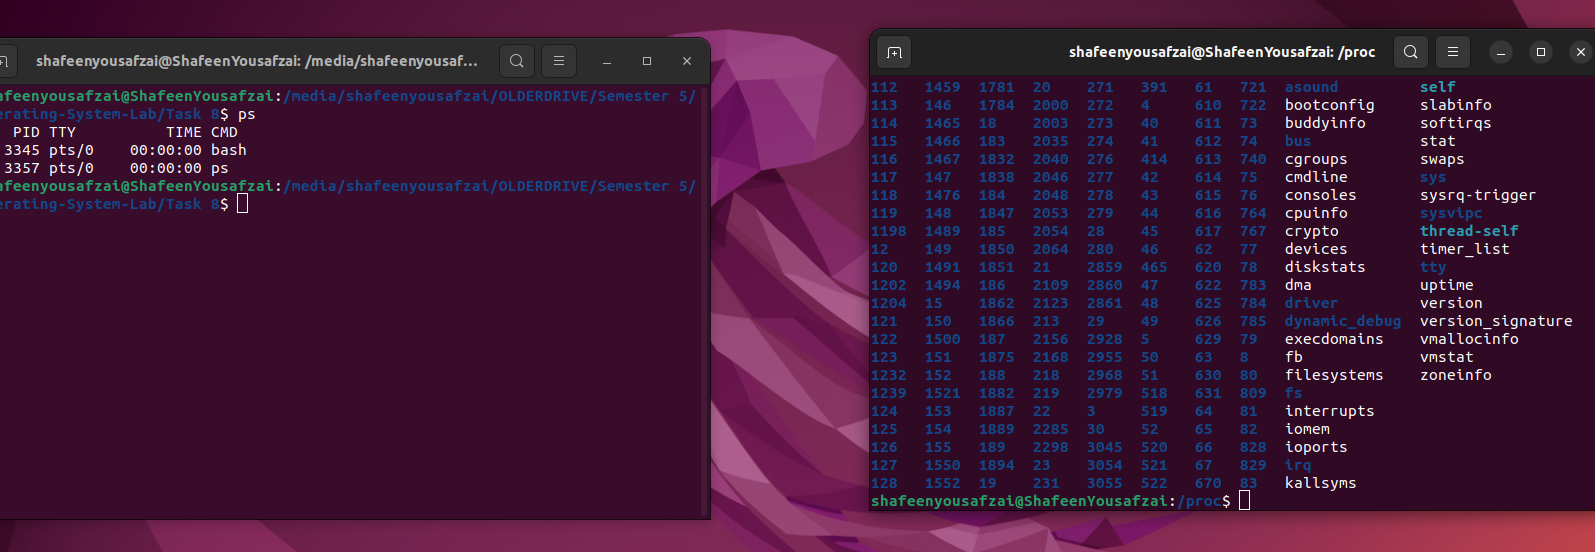 shafeenyousafzai@ShafeenYousafzai: /media/shafeenyousaf...
afeenyousafzai@ShafeenYousafzai:/media/shafeenyousafzai/OLDERDRIVE/Semester 5/
erating-System-Lab/Task 8$ ps
PID TTY TIME CMD
3345 pts/0 00:00:00 bash
3357 pts/0 00:00:00 ps
afeenyousafzai@ShafeenYousafzai:/media/shafeenyousafzai/OLDERDRIVE/Semester 5/
erating-System-Lab/Task 8$
shafeenyousafzai@ShafeenYousafzai: /proc
112 1459 1781 20 271 391 61 721 asound self
113 146 1784 2000 272 4 610 722 bootconfig slabinfo
114 1465 18 2003 273 40 611 73 buddyinfo softirqs
115 1466 183 2035 274 41 612 74 bus stat
116 1467 1832 2040 276 414 613 740 cgroups swaps
117 147 1838 2046 277 42 614 75 cmdline sys
118 1476 184 2048 278 43 615 76 consoles sysrq-trigger
119 148 1847 2053 279 44 616 764 cpuinfo sysvipc
1198 1489 185 2054 28 45 617 767 crypto thread-self
12 149 1850 2064 280 46 62 77 devices timer_list
120 1491 1851 21 2859 465 620 78 diskstats tty
1202 1494 186 2109 2860 47 622 783 dma uptime
1204 15 1862 2123 2861 48 625 784 driver version
121 150 1866 213 29 49 626 785 dynamic_debug version_signature
122 1500 187 2156 2928 5 629 79 execdomains vmallocinfo
123 151 1875 2168 2955 50 63 8 fb vmstat
1232 152 188 218 2968 51 630 80 filesystems zoneinfo
1239 1521 1882 219 2979 518 631 809 fs
124 153 1887 22 3 519 64 81 interrupts
125 154 1889 2285 30 52 65 82 iomem
126 155 189 2298 3045 520 66 828 ioports
127 1550 1894 23 3054 521 67 829 irq
128 1552 19 231 3055 522 670 83 kallsyms
shafeenyousafzai@ShafeenYousafzai:/proc$